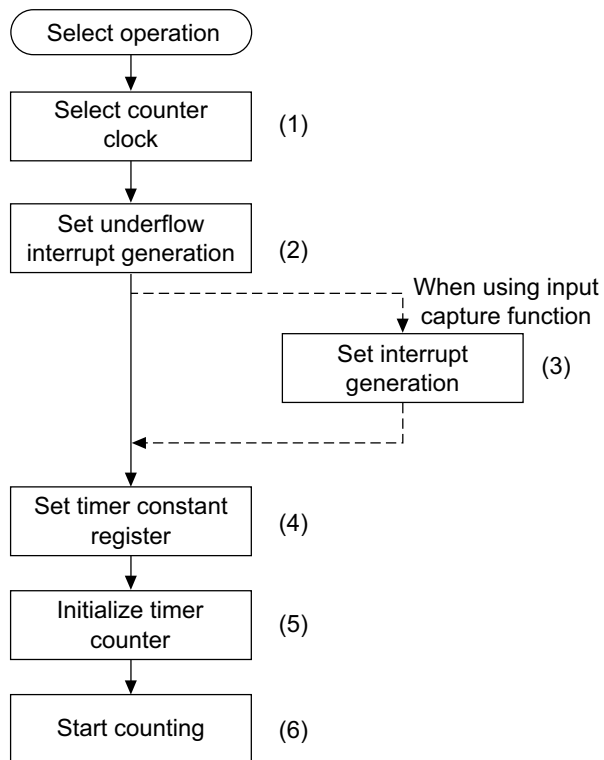 Select operation
Select counter
clock
(1)
Set underflow
interrupt generation
(2)
When using input
capture function
Set interrupt
generation
(3)
Set timer constant
register
(4)
Initialize timer
counter
(5)
Start counting
(6)